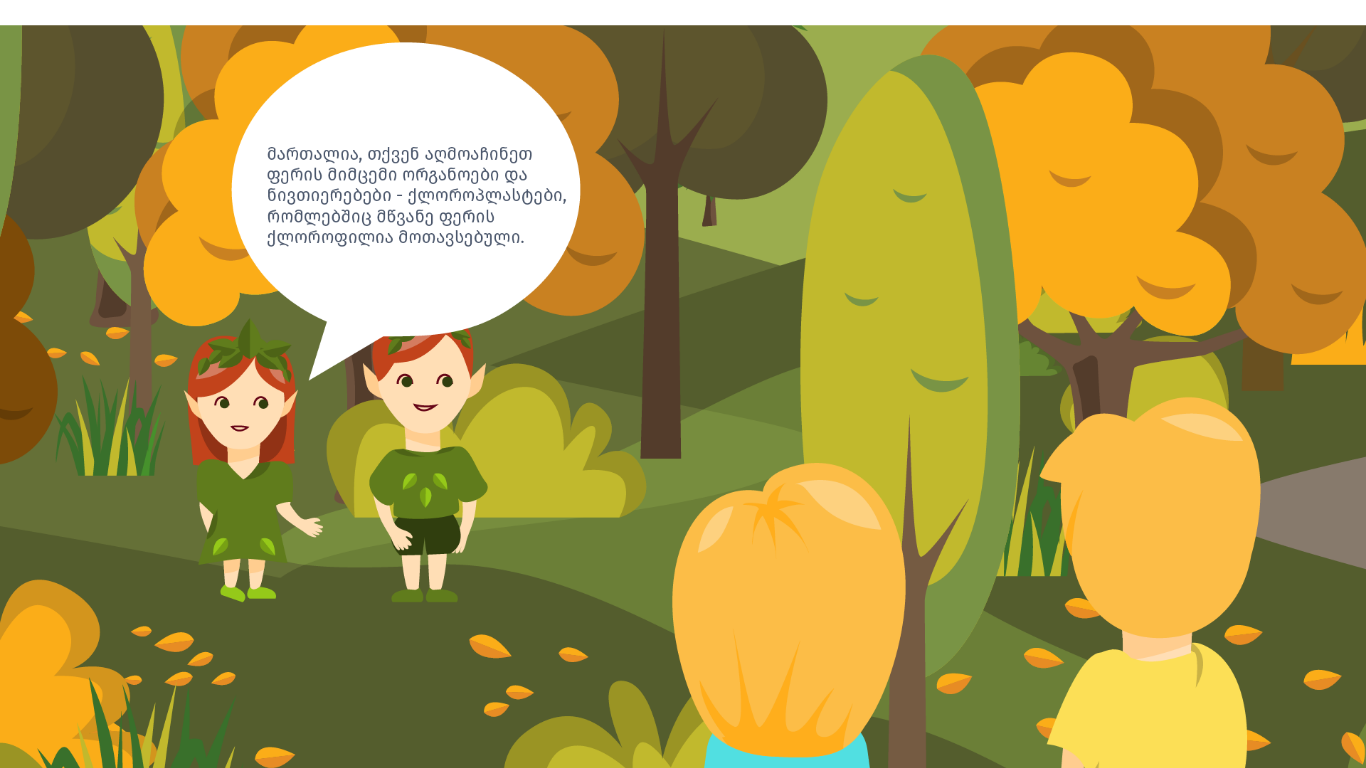 მართალია, თქვენ აღმოაჩინეთ
ფერის მიმცემი ორგანოები და
ნივთიერებები - ქლოროპლასტები,
რომლებშიც მწვანე ფერის
ქლოროფილია მოთავსებული.